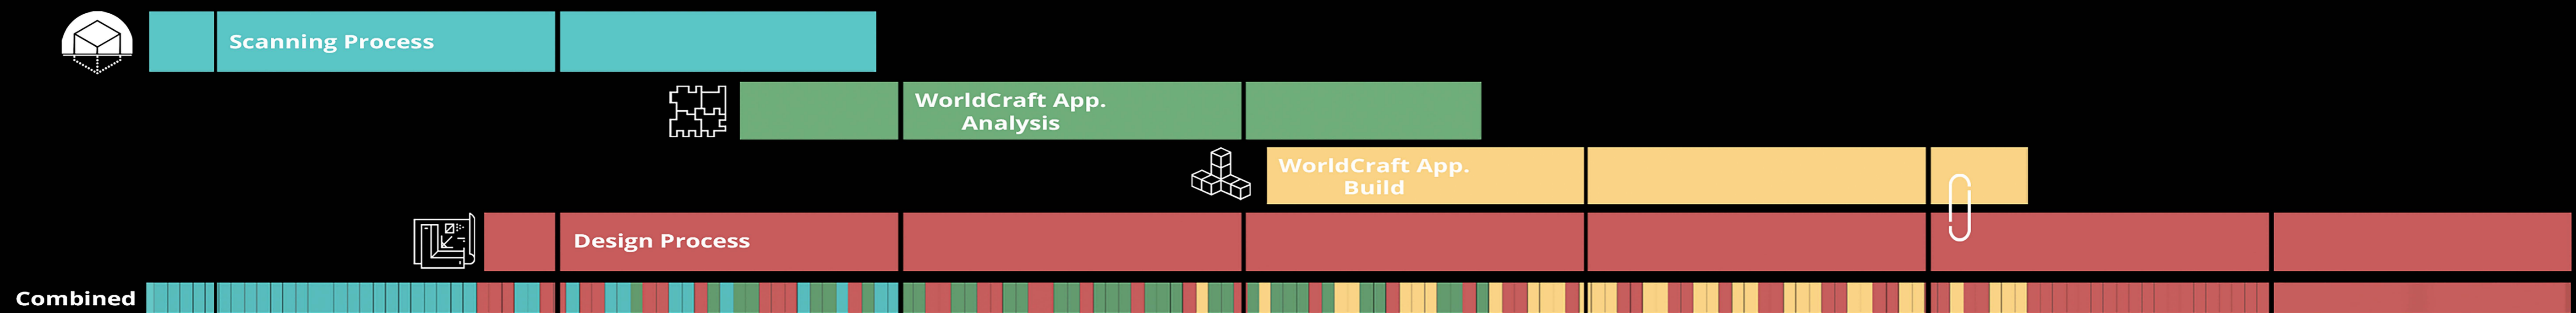 Scanning Process
WorldCraft App.
Analysis
WorldCraft App.
Build
Design Process
Combined